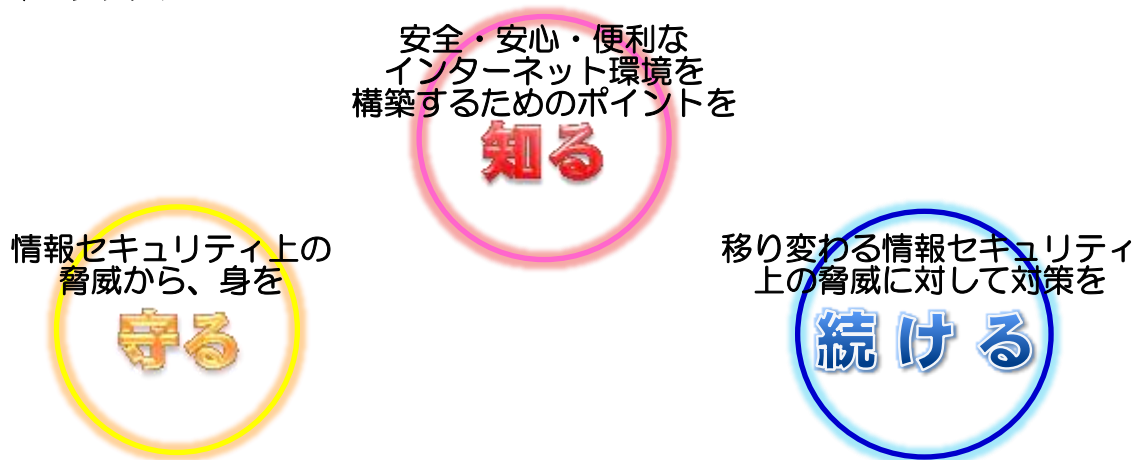 安全・安心・便利な
インターネット環境を
構築するためのポイントを
知る
情報セキュリティ上の
脅威から、身を
守る
移り変わる情報セキュリティ
上の脅威に対して対策を
続ける